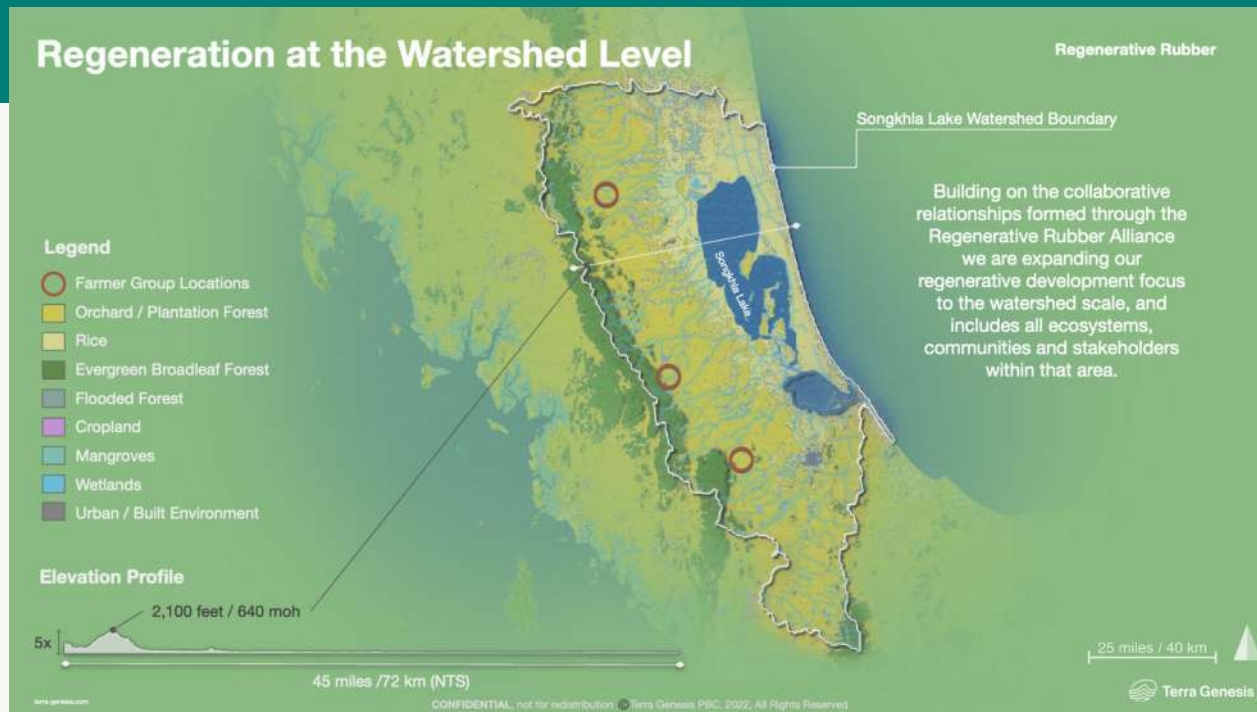 Regeneration at the Watershed Level
Regenerative Rubber
Songkhla Lake Watershed Boundary
Building on the collaborative
relationships formed through the
Regenerative Rubber Alliance
we are expanding our
regenerative development focus
to the watershed scale, and
includes all ecosystems,
communities and stakeholders
within that area.
Songkhla Lake
Legend
Farmer Group Locations
Orchard / Plantation Forest
Rice
Evergreen Broadleaf Forest
Flooded Forest
Cropland
Mangroves
Wetlands
Urban / Built Environment
Elevation Profile
2,100 feet / 640 moh
5x
45 miles /72 km (NTS)
25 miles / 40 km
Terra Genesis
terra-genesis.com
CONFIDENTIAL, not for redistribution Terra Genesis PBC, 2022, All Rights Reserved